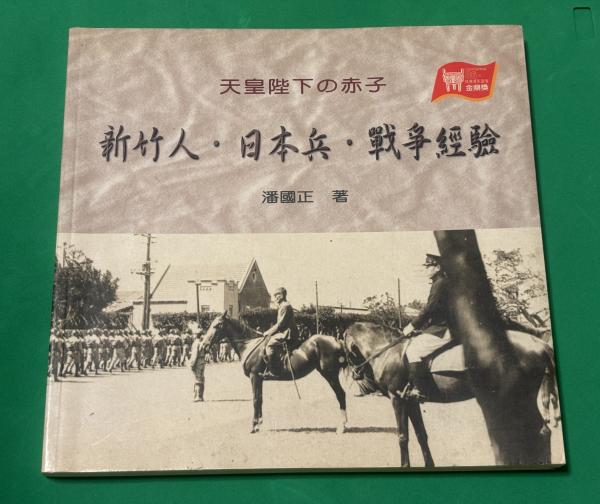 天皇陛下の赤子
新竹人・日本兵・戰爭經驗
潘國正 著
金鼎獎